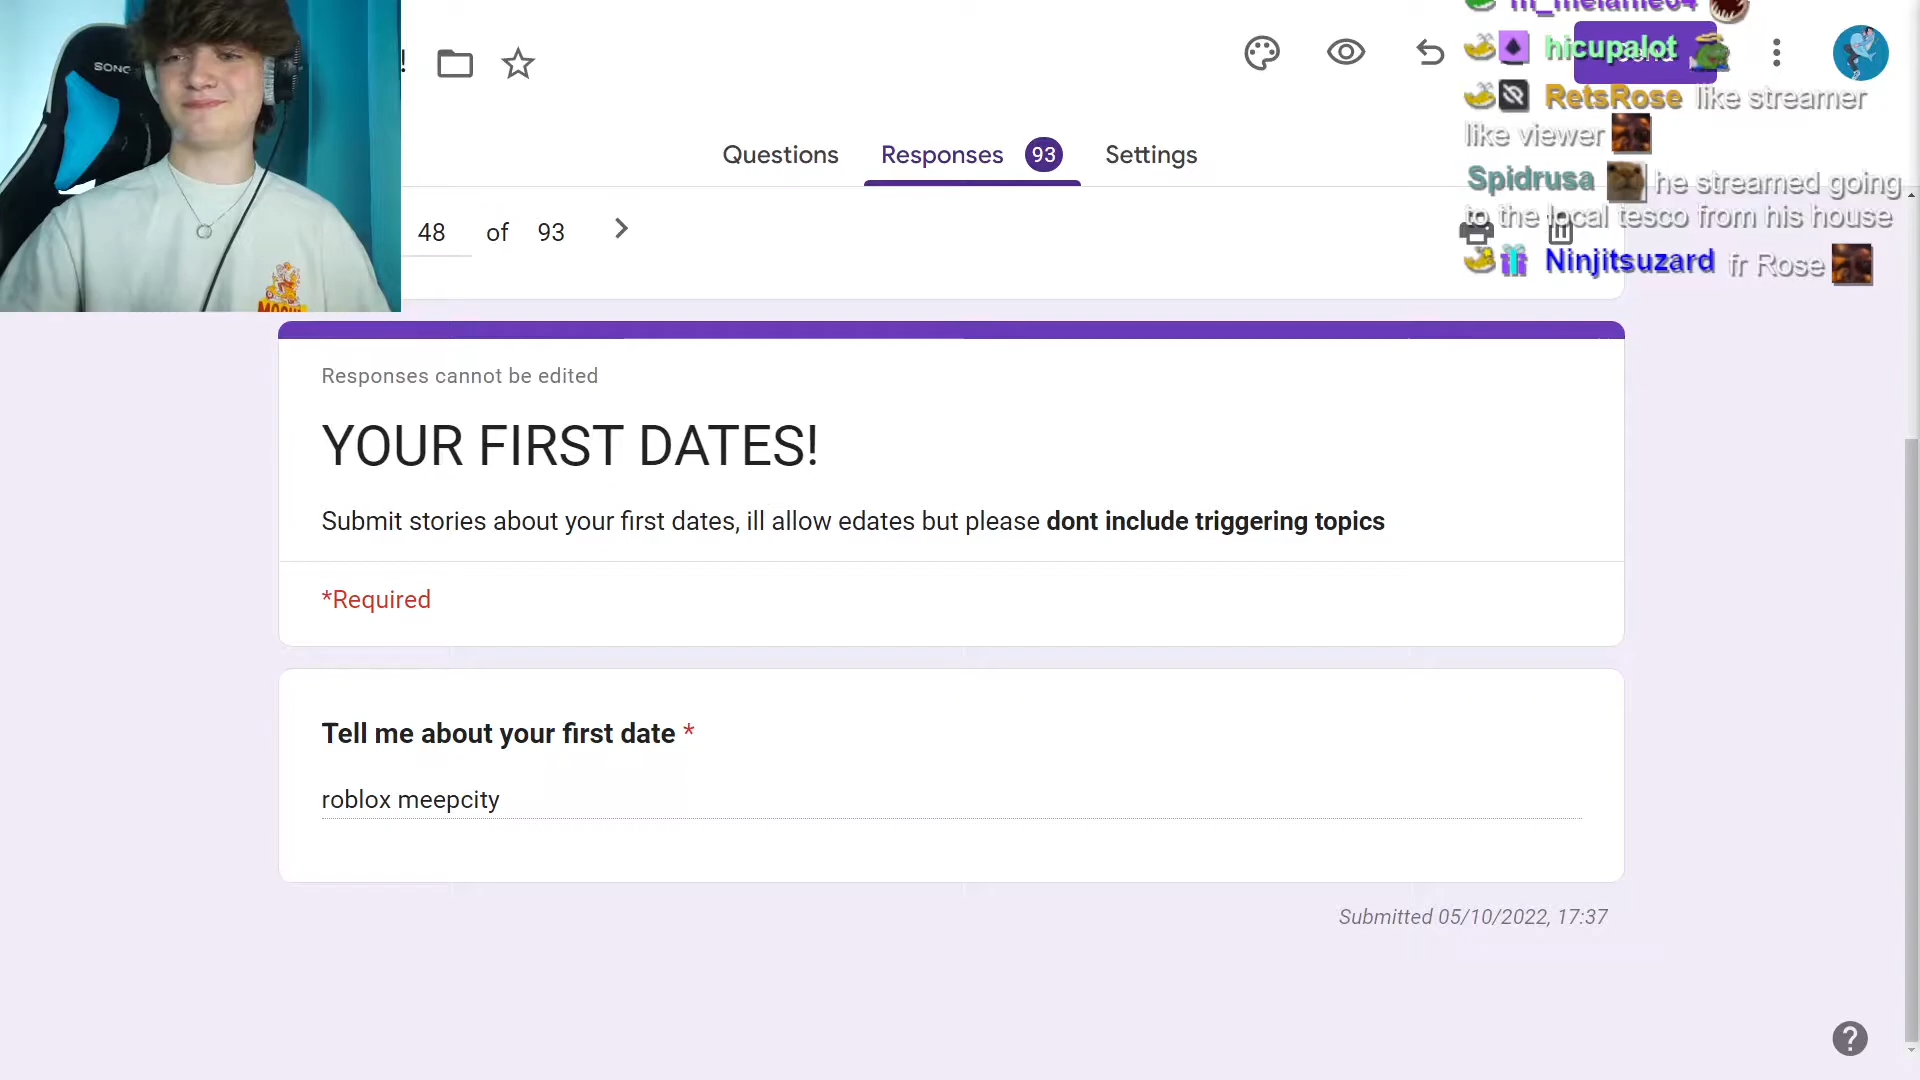 SONG
!
hicupalot
RetsRose like streamer
like viewer
Questions
Responses 93
Settings
Spidrusa he streamed going
to the local tesco from his house
48 of 93
Ninjitsuzard fr Rose
Responses cannot be edited
YOUR FIRST DATES!
Submit stories about your first dates, ill allow edates but please dont include triggering topics
*Required
Tell me about your first date *
roblox meepcity
Submitted 05/10/2022, 17:37